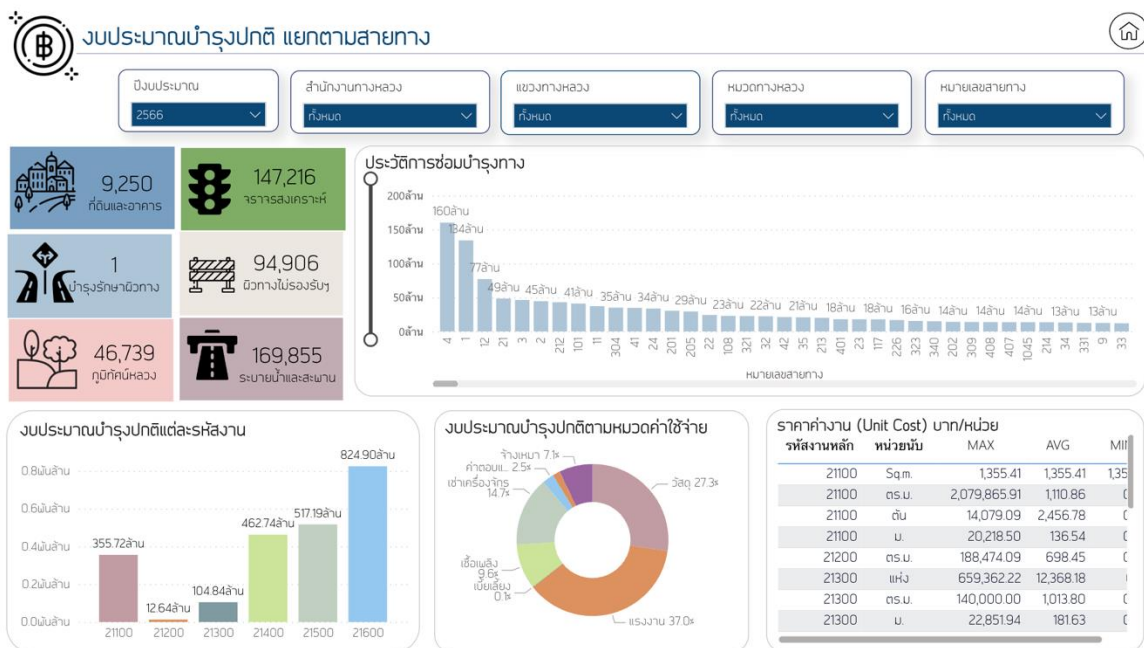 งบประมาณบำรุงปกติ แยกตามสายทาง
ปีงบประมาณ
2566
สำนักงานทางหลวง
ทั้งหมด
แขวงทางหลวง
ทั้งหมด
หมวดทางหลวง
ทั้งหมด
หมายเลขสายทาง
ทั้งหมด
9,250
ที่ดินและอาคาร
147,216
จราจรสงเคราะห์
1
บำรุงรักษาผิวทาง
94,906
ผิวทางไม่รองรับฯ
46,739
ภูมิทัศน์หลวง
169,855
ระบายน้ำและสะพาน
ประวัติการซ่อมบำรุงทาง
200ล้าน
150ล้าน
100ล้าน
50ล้าน
0ล้าน
160ล้าน 134ล้าน 77ล้าน 49ล้าน 45ล้าน 41ล้าน 35ล้าน 34ล้าน 29ล้าน 23ล้าน 22ล้าน 21ล้าน 18ล้าน 18ล้าน 16ล้าน 14ล้าน 14ล้าน 14ล้าน 13ล้าน 13ล้าน
4 1 12 21 3 2 212 101 11 304 41 24 201 205 22 108 321 32 42 35 213 401 23 117 226 323 340 202 309 408 407 1045 214 34 331 9 33
หมายเลขสายทาง
งบประมาณบำรุงปกติแต่ละรหัสงาน
0.8พันล้าน
0.6พันล้าน
0.4พันล้าน
0.2พันล้าน
0.0พันล้าน
355.72ล้าน 12.64ล้าน 104.84ล้าน 462.74ล้าน 517.19ล้าน 824.90ล้าน
21100 21200 21300 21400 21500 21600
งบประมาณบำรุงปกติตามหมวดค่าใช้จ่าย
จ้างเหมา 7.1%
ค่าตอบแ... 2.5%
เช่าเครื่องจักร
14.7%
วัสดุ 27.3%
เชื้อเพลิง
9.6%
เบี้ยเลี้ยง
0.1%
แรงงาน 37.0%
ราคาค่างาน (Unit Cost) บาท/หน่วย
รหัสงานหลัก หน่วยนับ MAX AVG
21100 Sq.m. 1,355.41 1,355.41
21100 ตร.ม. 2,079,865.91 1,110.86
21100 ตัน 14,079.09 2,456.78
21100 ม. 20,218.50 136.54
21200 ตร.ม. 188,474.09 698.45
21300 แห่ง 659,362.22 12,368.18
21300 ตร.ม. 140,000.00 1,013.80
21300 ม. 22,851.94 181.63